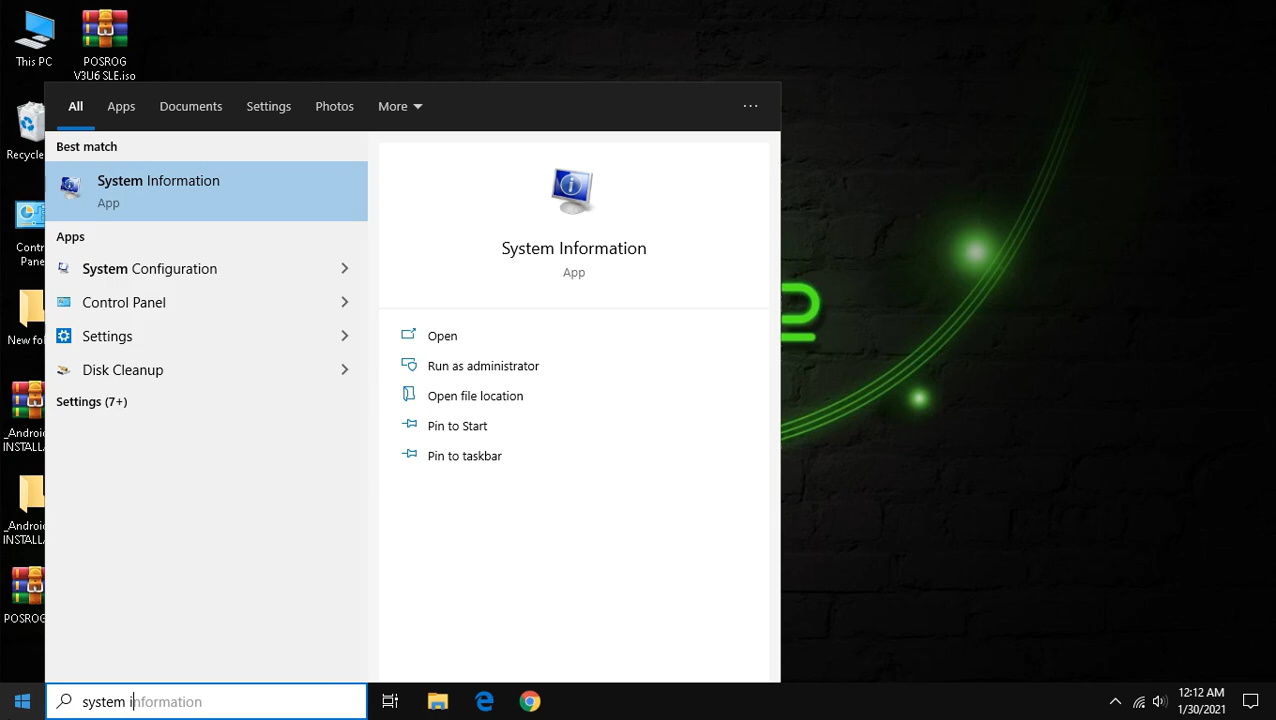 This PC
POSROG
V3U6 SLE.iso
All
Apps
Documents
Settings
Photos
More
...
Recycle
Best match
System Information
App
Apps
System Configuration
Control Panel
Settings
Disk Cleanup
Settings (7+)
System Information
App
Open
Run as administrator
Open file location
Pin to Start
Pin to taskbar
Contr
Pane
New fol
_Androi
INSTALLA
_Androi
INSTALLA
POSROG
system information
12:12 AM
1/30/2021